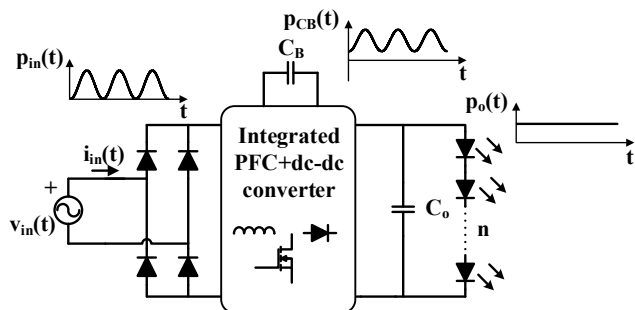 p_CB(t)
C_B
p_in(t)
t
t
p_o(t)
t
Integrated
PFC+dc-dc
converter
i_in(t)
+
v_in(t)
C_o
n